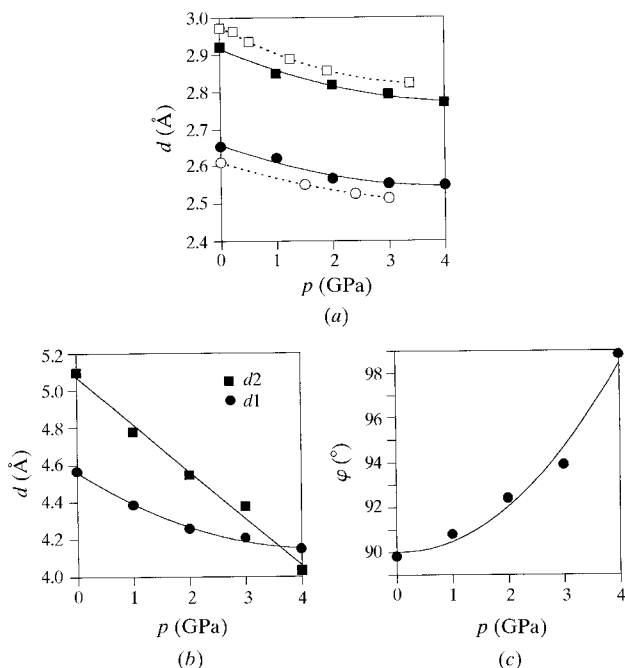 3.0
2.9
2.8
2.7
2.6
2.5
2.4
d (Å)
0 1 2 3 4
p (GPa)
(a)
5.2
5.0
4.8
4.6
4.4
4.2
4.0
d (Å)
d2
d1
0 1 2 3 4
p (GPa)
(b)
98
96
94
92
90
φ (°)
0 1 2 3 4
p (GPa)
(c)